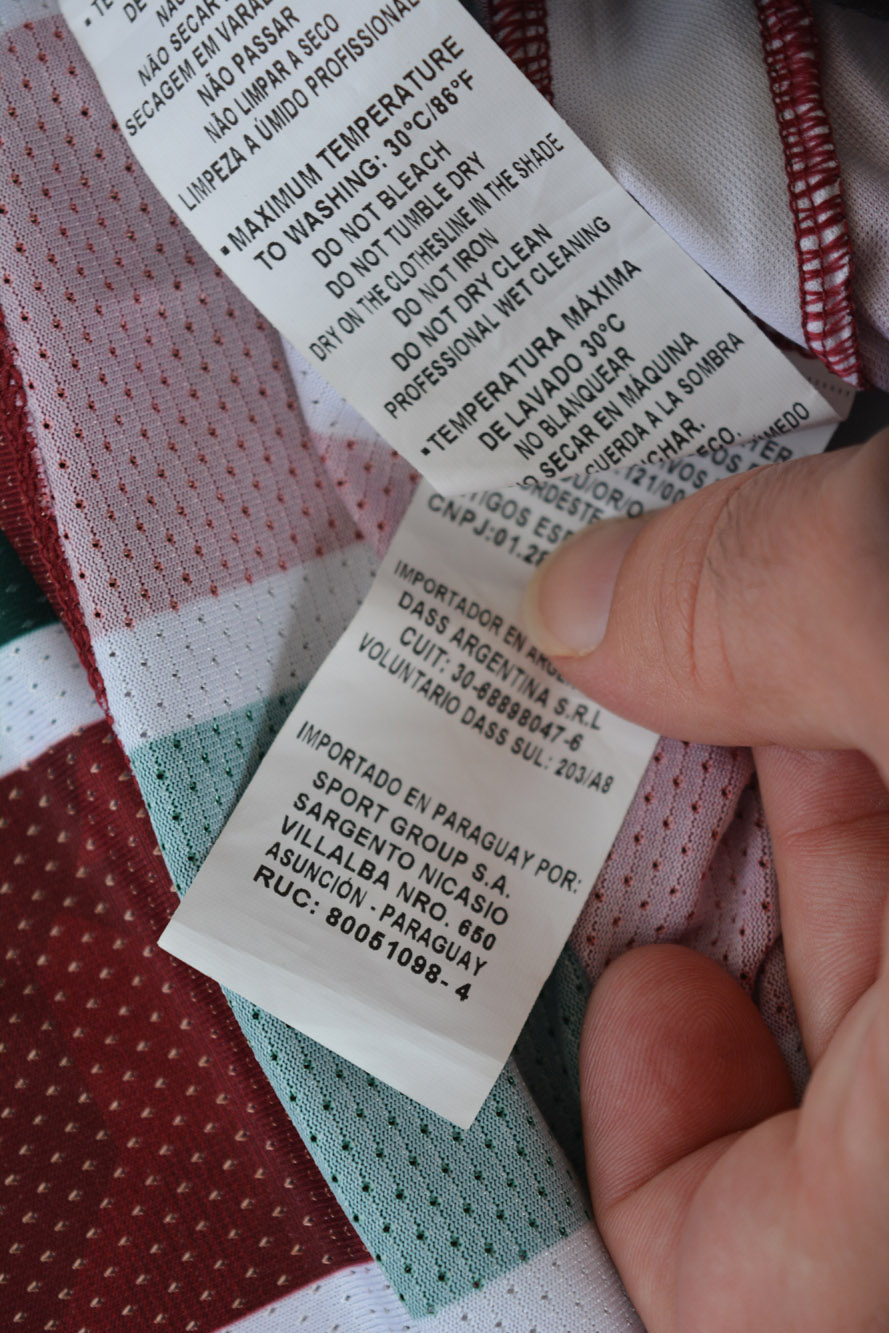 NÃO SECAR
SECAGEM EM VARAL
NÃO PASSAR
NÃO LIMPAR A SECO
LIMPEZA A ÚMIDO PROFISSIONAL
▪MAXIMUM TEMPERATURE
TO WASHING: 30°C/86°F
DO NOT BLEACH
DO NOT TUMBLE DRY
DRY ON THE CLOTHESLINE IN THE SHADE
DO NOT IRON
DO NOT DRY CLEAN
PROFESSIONAL WET CLEANING
▪TEMPERATURA MÁXIMA
DE LAVADO 30°C
NO BLANQUEAR
SECAR EN MÁQUINA
A LA SOMBRA
CNPJ:01.
IMPORTADOR EN
DASS ARGENTINA S.R.L
CUIT: 30-68898047-6
VOLUNTARIO DASS SUL: 203/A8
IMPORTADO EN PARAGUAY POR:
SPORT GROUP S.A.
SARGENTO NICASIO
VILLALBA NRO. 650
ASUNCIÓN - PARAGUAY
RUC: 80051098- 4